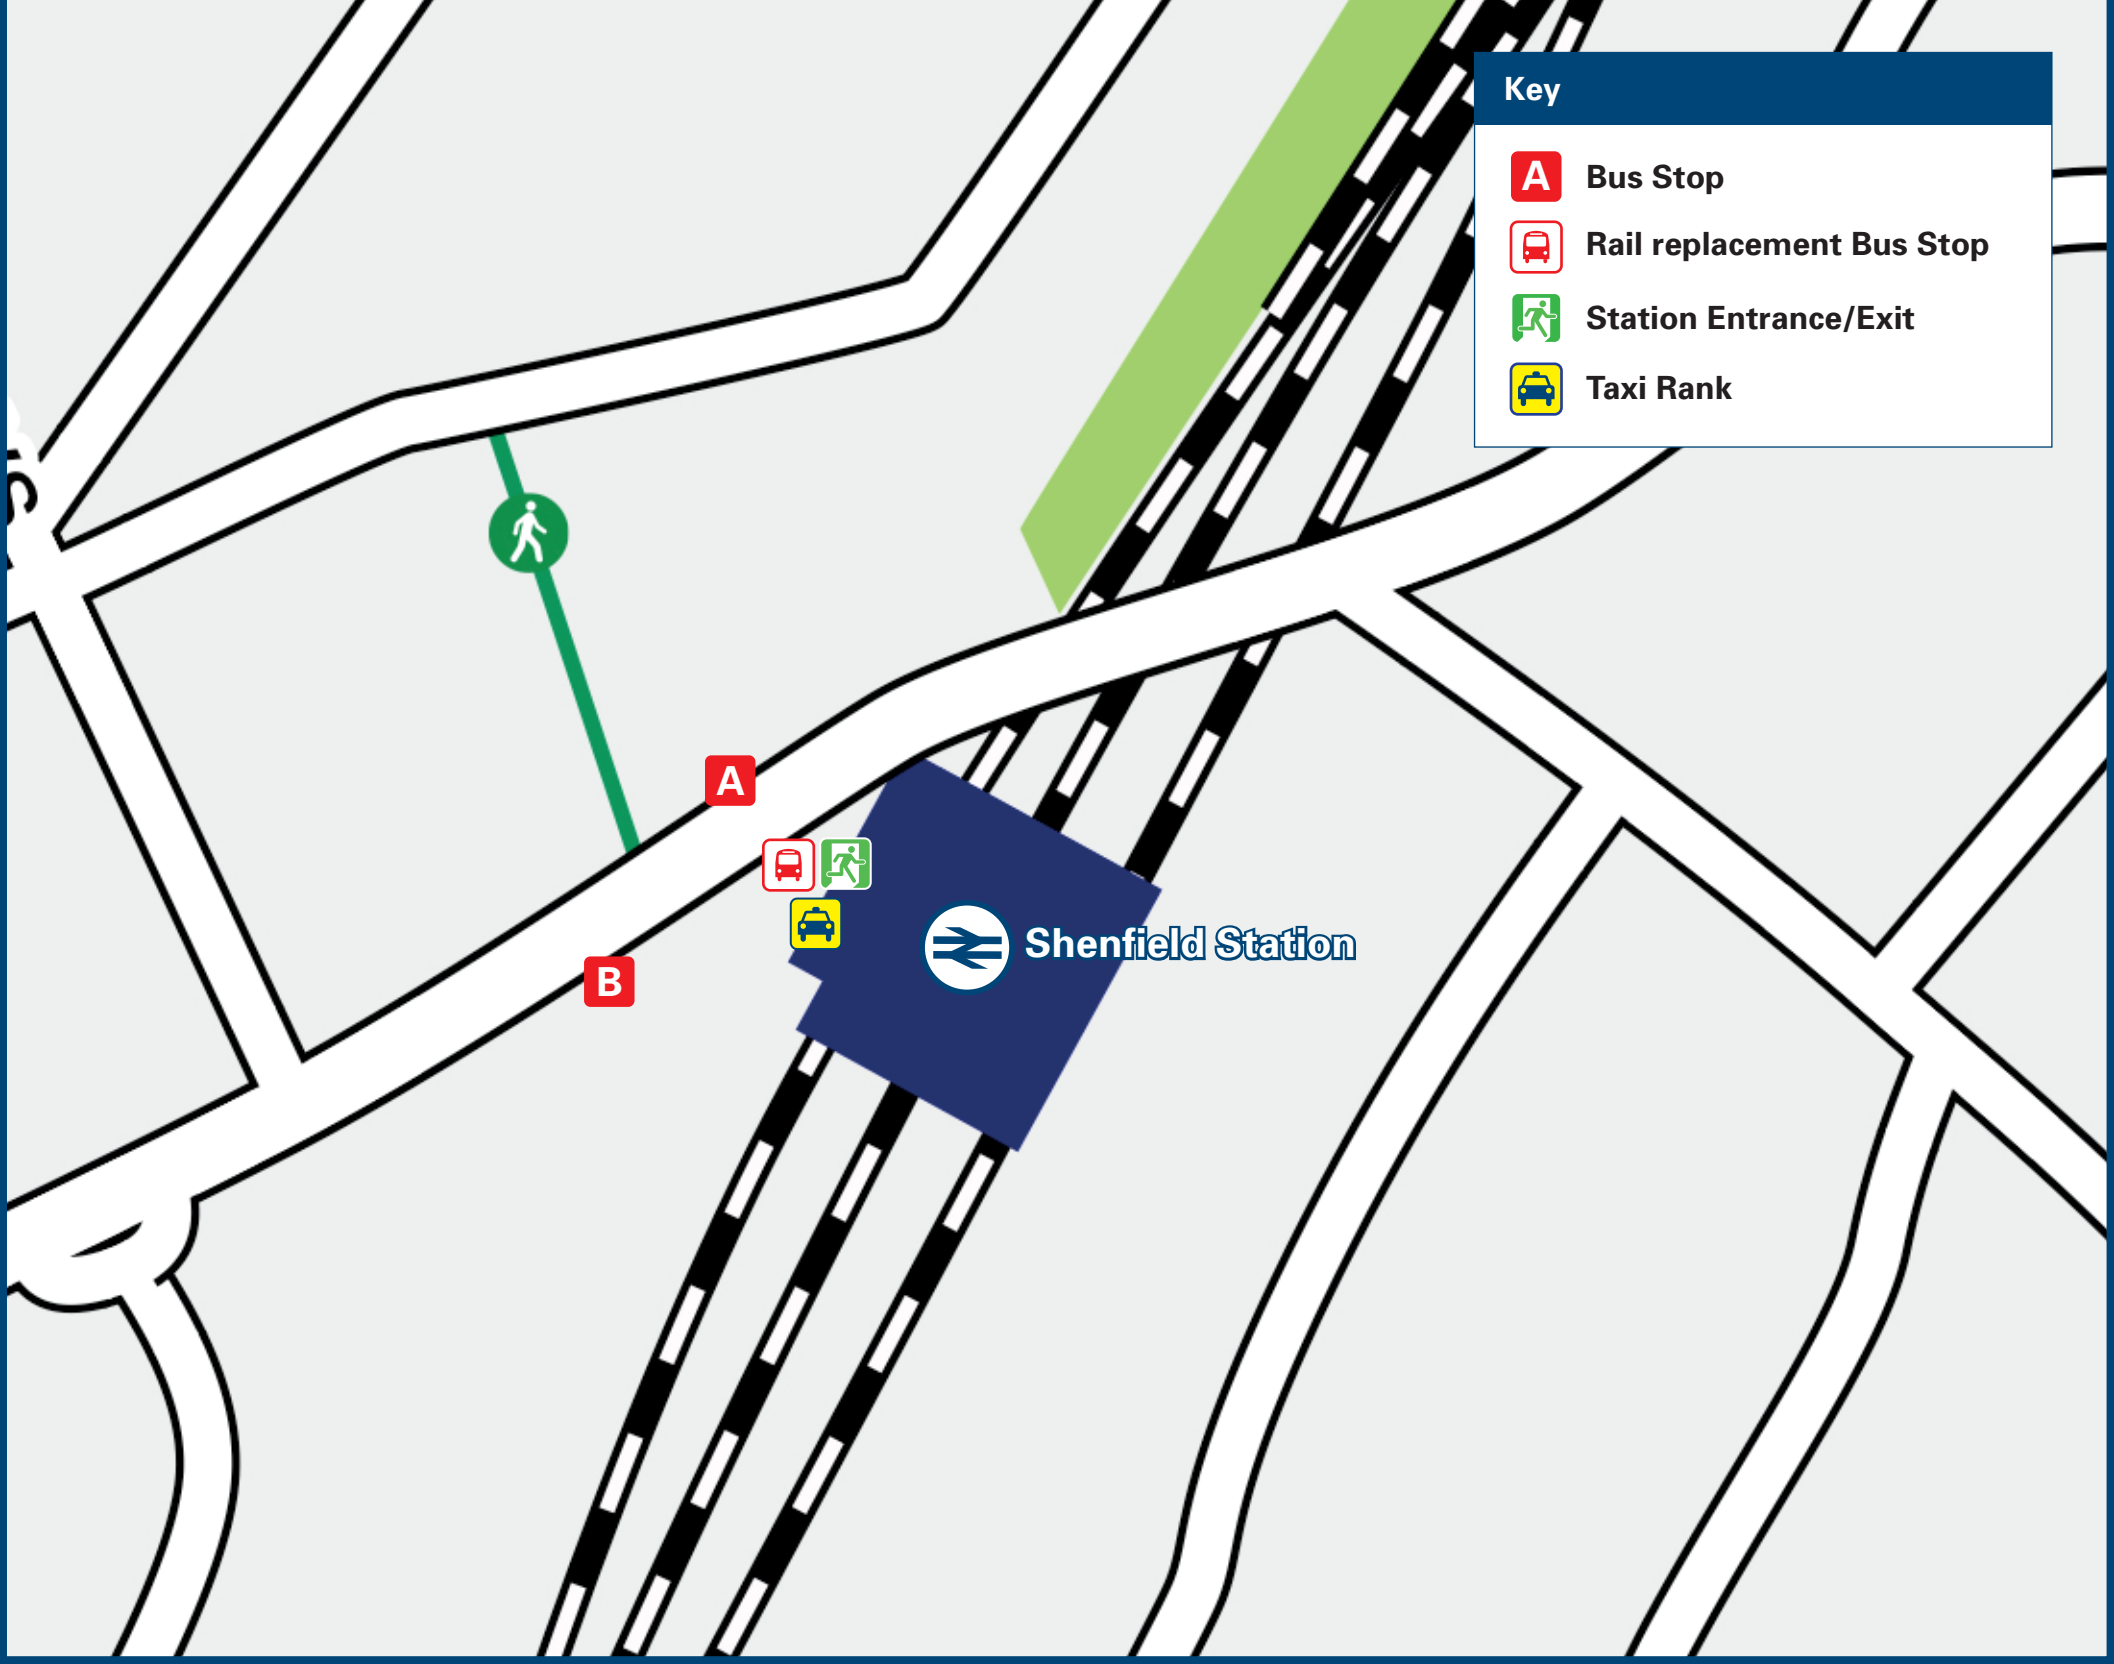 Key
A Bus Stop
Rail replacement Bus Stop
Station Entrance/Exit
Taxi Rank
A
B
Shenfield Station